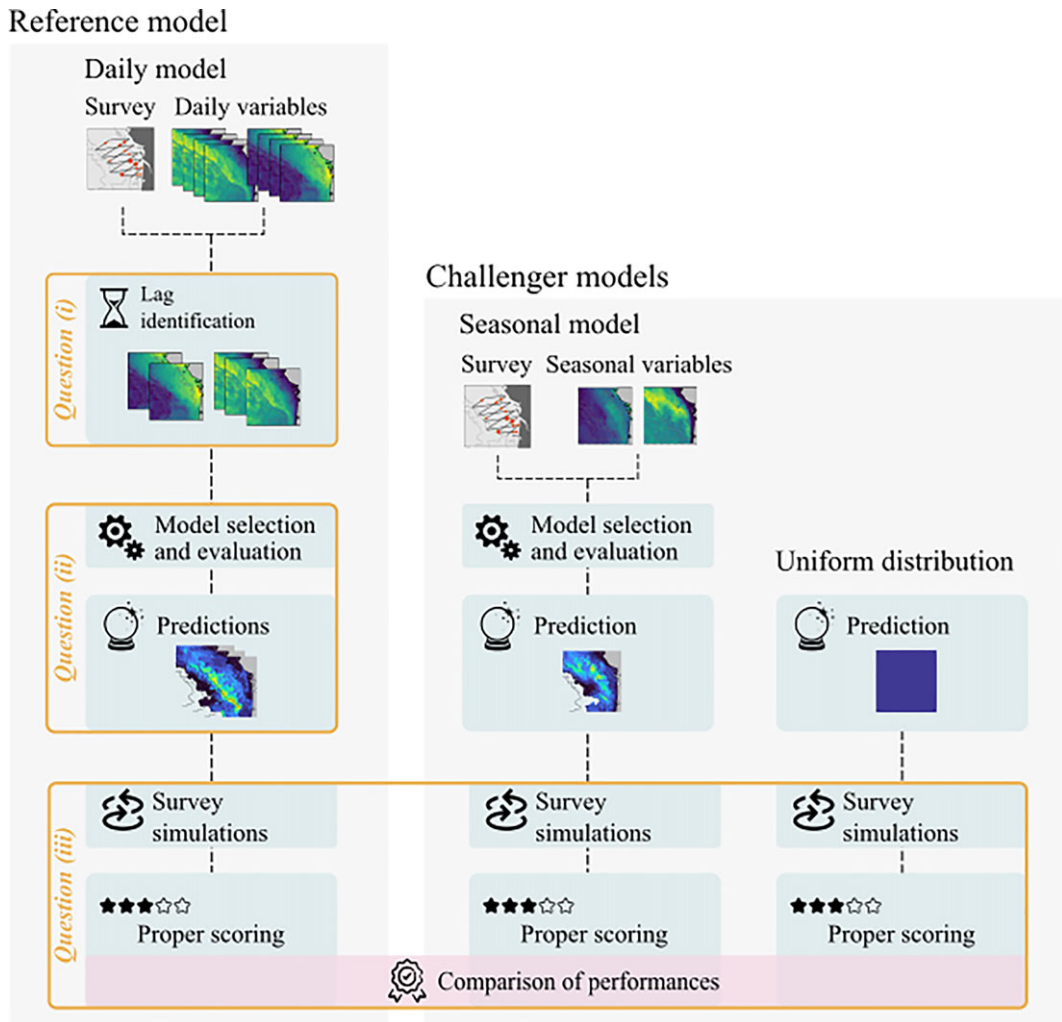 Reference model
Daily model
Survey
Daily variables
Question (i)
Lag
identification
Question (ii)
Model selection
and evaluation
Predictions
Challenger models
Seasonal model
Survey
Seasonal variables
Model selection
and evaluation
Prediction
Uniform distribution
Prediction
Question (iii)
Survey
simulations
Proper scoring
Survey
simulations
Proper scoring
Survey
simulations
Proper scoring
Comparison of performances